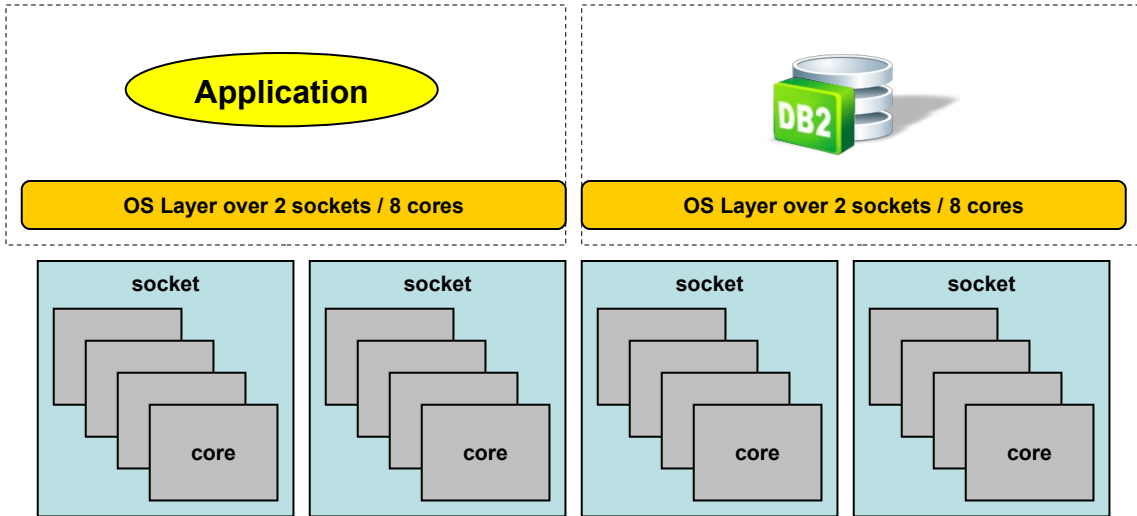 Application
DB2
OS Layer over 2 sockets / 8 cores
OS Layer over 2 sockets / 8 cores
socket
socket
socket
socket
core
core
core
core